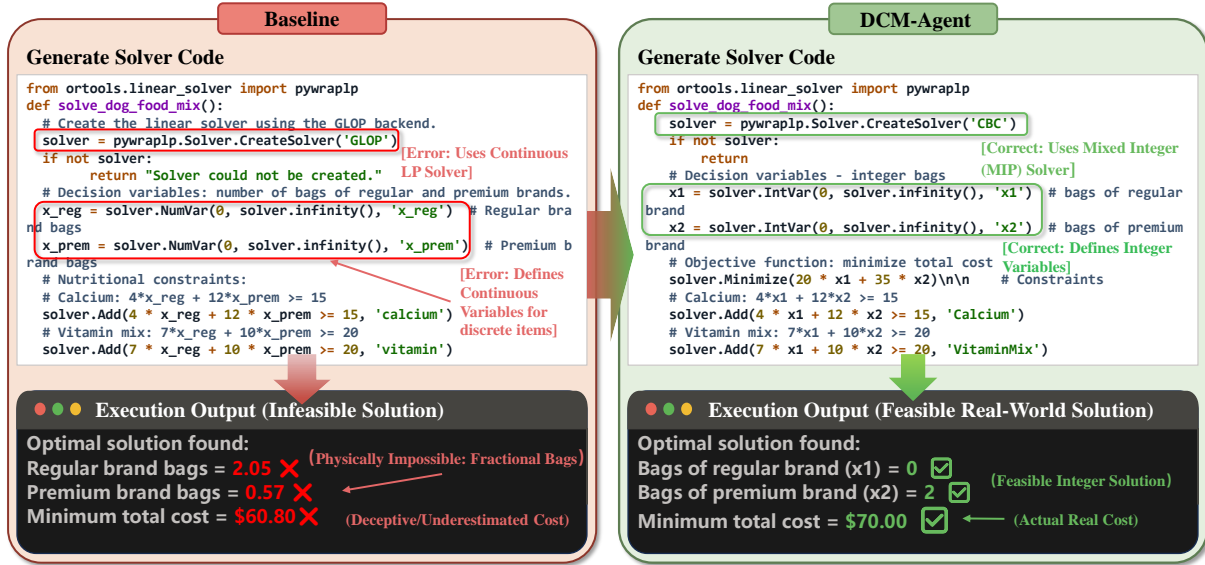 Baseline
Generate Solver Code
from ortools.linear_solver import pywraplp
def solve_dog_food_mix():
# Create the linear solver using the GLOP backend.
solver = pywraplp.Solver.CreateSolver('GLOP')
if not solver:
return "Solver could not be created."
[Error: Uses Continuous
LP Solver]
# Decision variables: number of bags of regular and premium brands.
x_reg = solver.NumVar(0, solver.infinity(), 'x_reg') # Regular bra
nd bags
x_prem = solver.NumVar(0, solver.infinity(), 'x_prem') # Premium b
rand bags
# Nutritional constraints:
# Calcium: 4*x_reg + 12*x_prem >= 15
solver.Add(4 * x_reg + 12 * x_prem >= 15, 'calcium')
# Vitamin mix: 7*x_reg + 10*x_prem >= 20
solver.Add(7 * x_reg + 10 * x_prem >= 20, 'vitamin')
[Error: Defines
Continuous
Variables for
discrete items]
Execution Output (Infeasible Solution)
Optimal solution found:
Regular brand bags = 2.05
(Physically Impossible: Fractional Bags)
Premium brand bags = 0.57
Minimum total cost = $60.80
(Deceptive/Underestimated Cost)
DCM-Agent
Generate Solver Code
from ortools.linear_solver import pywraplp
def solve_dog_food_mix():
solver = pywraplp.Solver.CreateSolver('CBC')
if not solver:
return
[Correct: Uses Mixed Integer
(MIP) Solver]
# Decision variables - integer bags
x1 = solver.IntVar(0, solver.infinity(), 'x1') # bags of regular
brand
x2 = solver.IntVar(0, solver.infinity(), 'x2') # bags of premium
brand
[Correct: Defines Integer
Variables]
# Objective function: minimize total cost
solver.Minimize(20 * x1 + 35 * x2)\n\n # Constraints
# Calcium: 4*x1 + 12*x2 >= 15
solver.Add(4 * x1 + 12 * x2 >= 15, 'Calcium')
# Vitamin mix: 7*x1 + 10*x2 >= 20
solver.Add(7 * x1 + 10 * x2 >= 20, 'VitaminMix')
Execution Output (Feasible Real-World Solution)
Optimal solution found:
Bags of regular brand (x1) = 0
(Feasible Integer Solution)
Bags of premium brand (x2) = 2
Minimum total cost = $70.00
(Actual Real Cost)